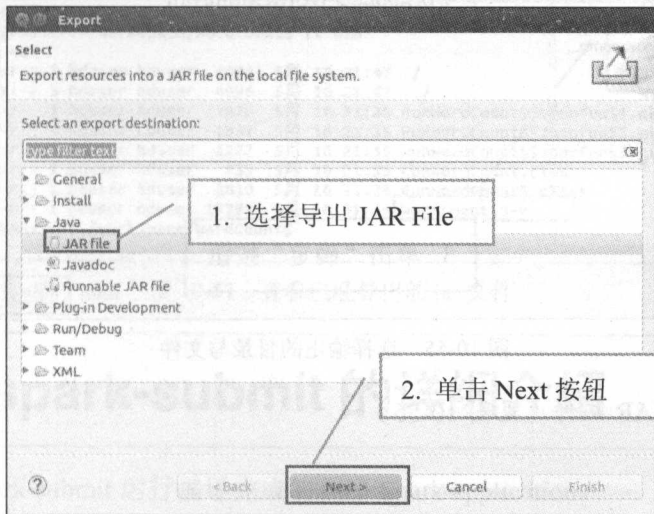 Export
Select
Export resources into a JAR file on the local file system.
Select an export destination:
type filter text
General
Install
Java
JAR file
Javadoc
Runnable JAR file
Plug-in Development
Run/Debug
Team
XML
1. 选择导出 JAR File
2. 单击 Next 按钮
< Back
Next >
Cancel
Finish